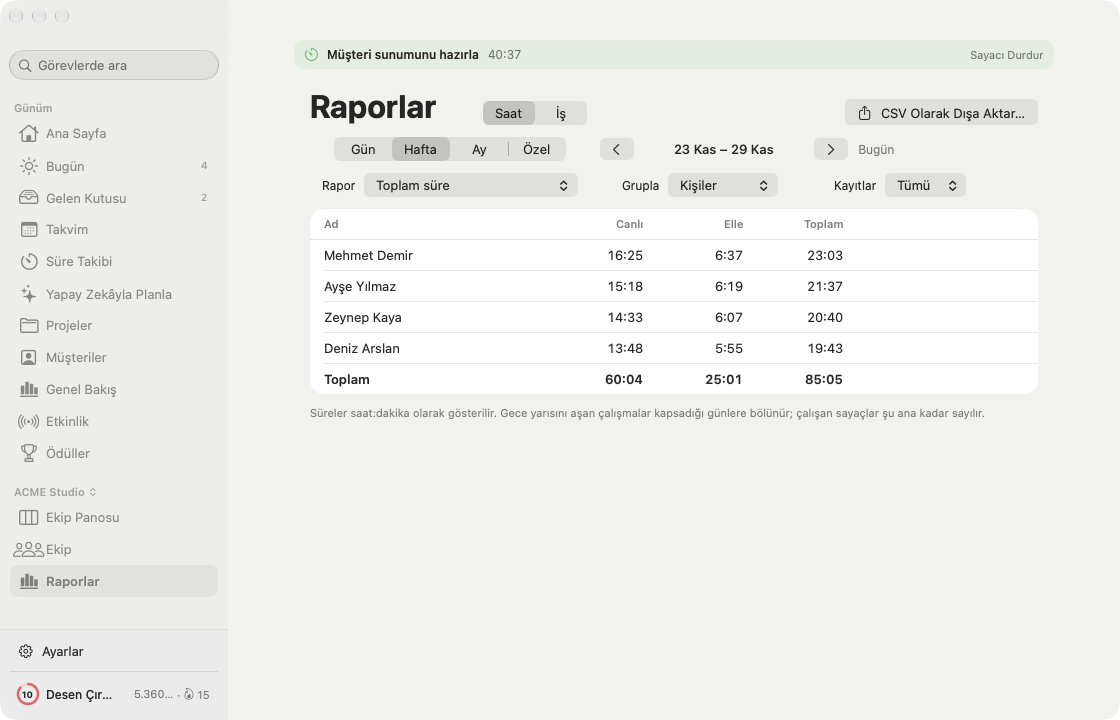 Görevlerde ara
Günüm
Ana Sayfa
Bugün 4
Gelen Kutusu 2
Takvim
Süre Takibi
Yapay Zekâyla Planla
Projeler
Müşteriler
Genel Bakış
Etkinlik
Ödüller
ACME Studio
Ekip Panosu
Ekip
Raporlar
Ayarlar
10 Desen Çır... 5.360... · 15
Müşteri sunumunu hazırla 40:37 Sayacı Durdur
Raporlar Saat İş CSV Olarak Dışa Aktar...
Gün Hafta Ay Özel 23 Kas – 29 Kas Bugün
Rapor Toplam süre Grupla Kişiler Kayıtlar Tümü
Ad Canlı Elle Toplam
Mehmet Demir 16:25 6:37 23:03
Ayşe Yılmaz 15:18 6:19 21:37
Zeynep Kaya 14:33 6:07 20:40
Deniz Arslan 13:48 5:55 19:43
Toplam 60:04 25:01 85:05
Süreler saat:dakika olarak gösterilir. Gece yarısını aşan çalışmalar kapsadığı günlere bölünür; çalışan sayaçlar şu ana kadar sayılır.